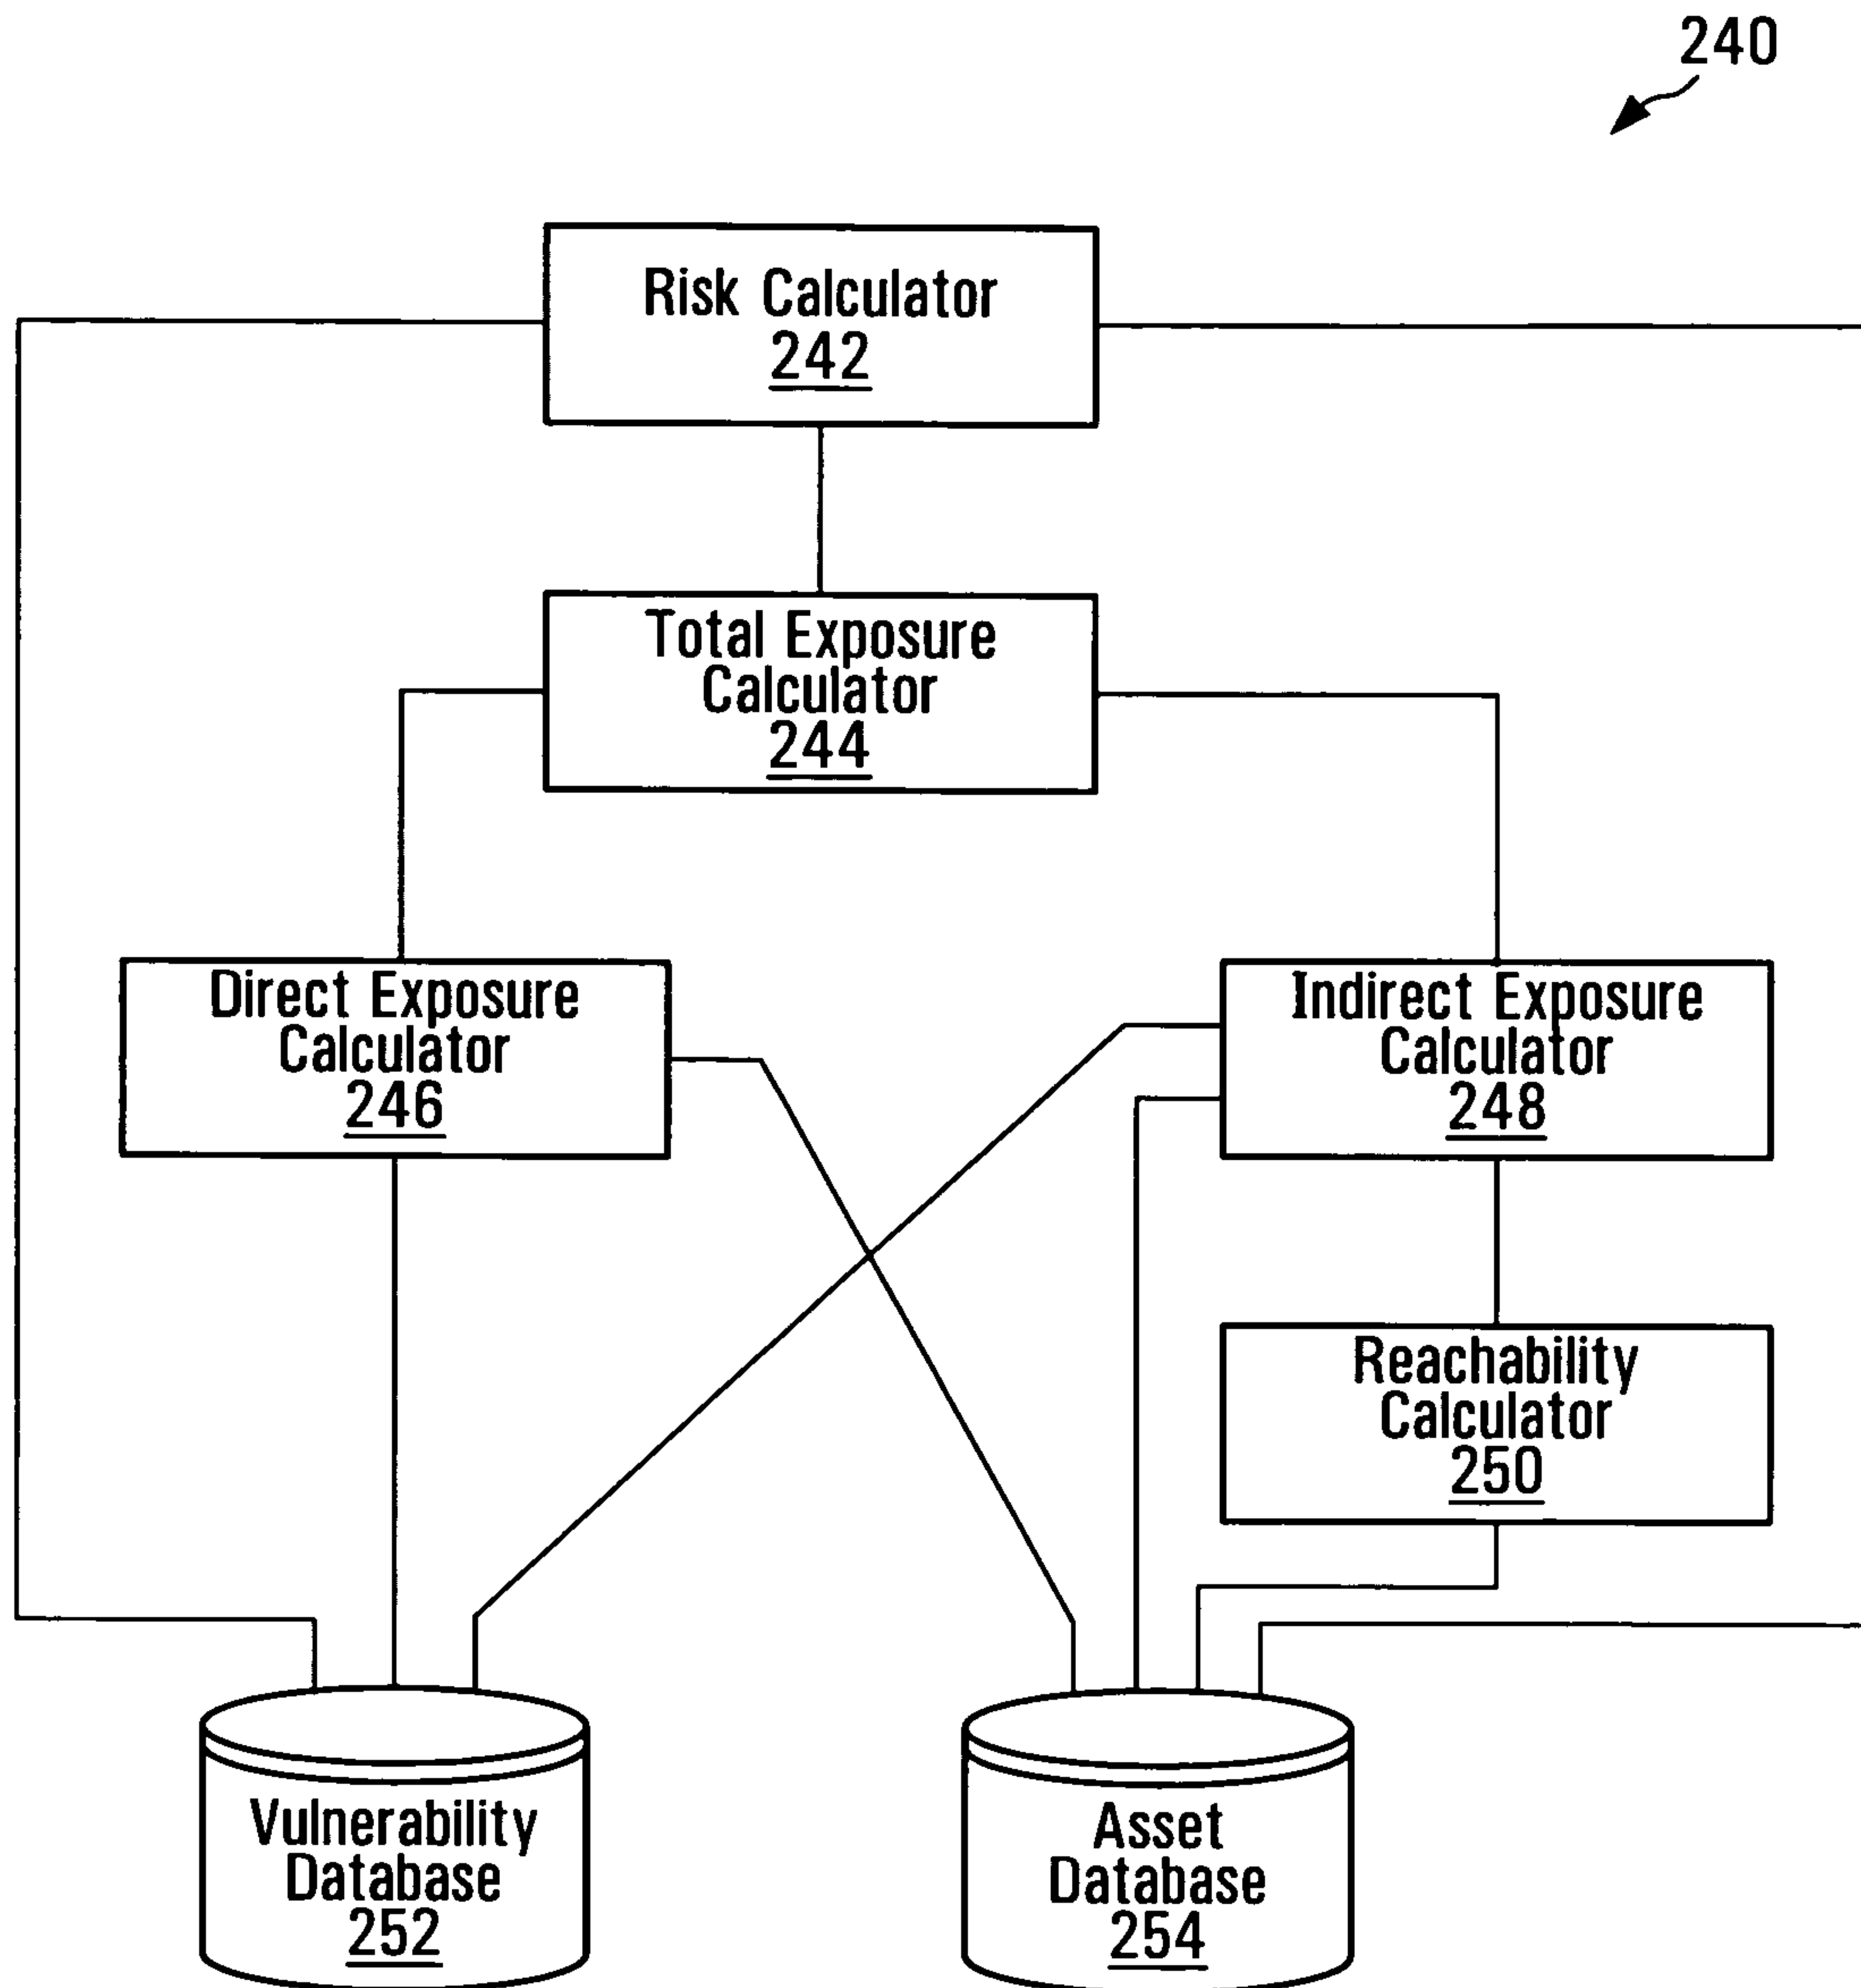 240
Risk Calculator
242
Total Exposure
Calculator
244
Direct Exposure
Calculator
246
Indirect Exposure
Calculator
248
Reachability
Calculator
250
Vulnerability
Database
252
Asset
Database
254